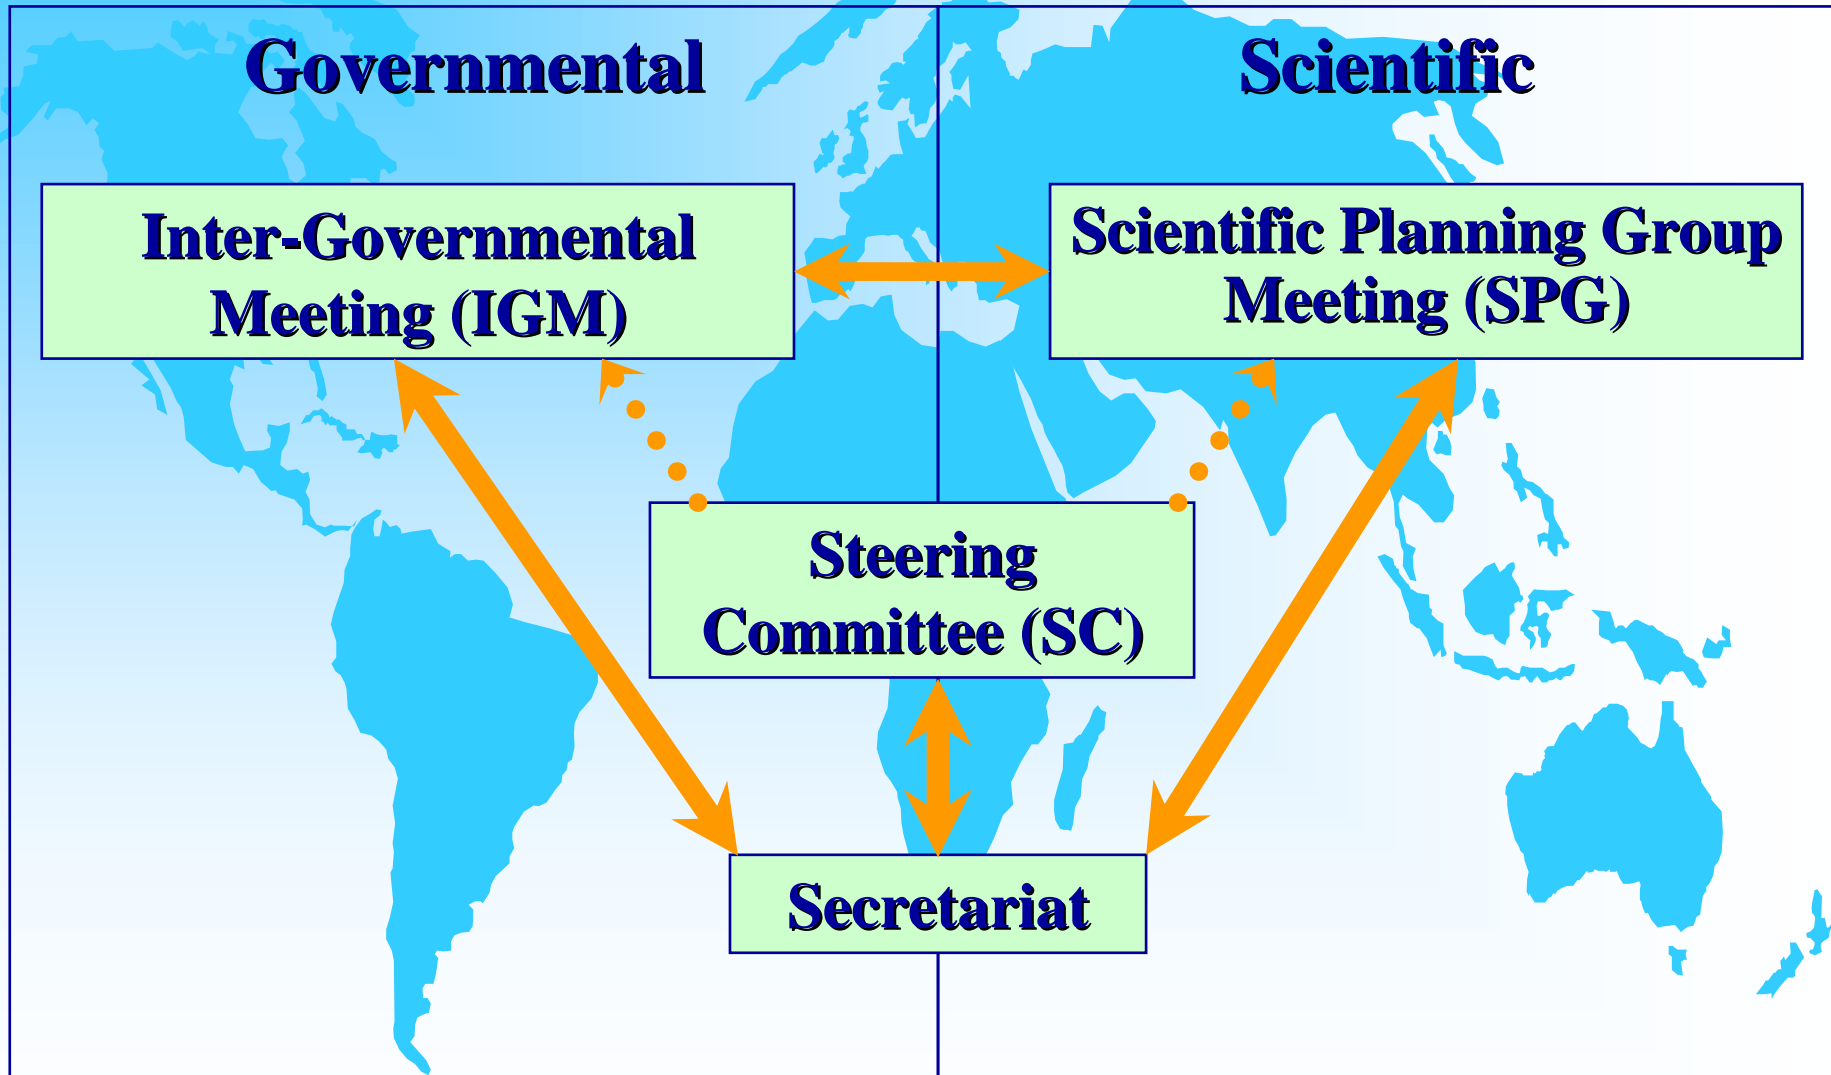 Governmental
Scientific
Inter-Governmental
Meeting (IGM)
Scientific Planning Group
Meeting (SPG)
Steering
Committee (SC)
Secretariat